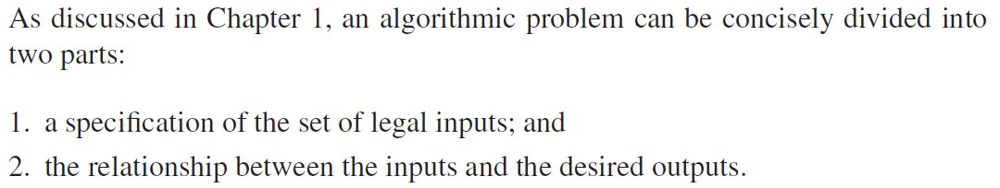 As discussed in Chapter 1, an algorithmic problem can be concisely divided into
two parts:
1. a specification of the set of legal inputs; and
2. the relationship between the inputs and the desired outputs.